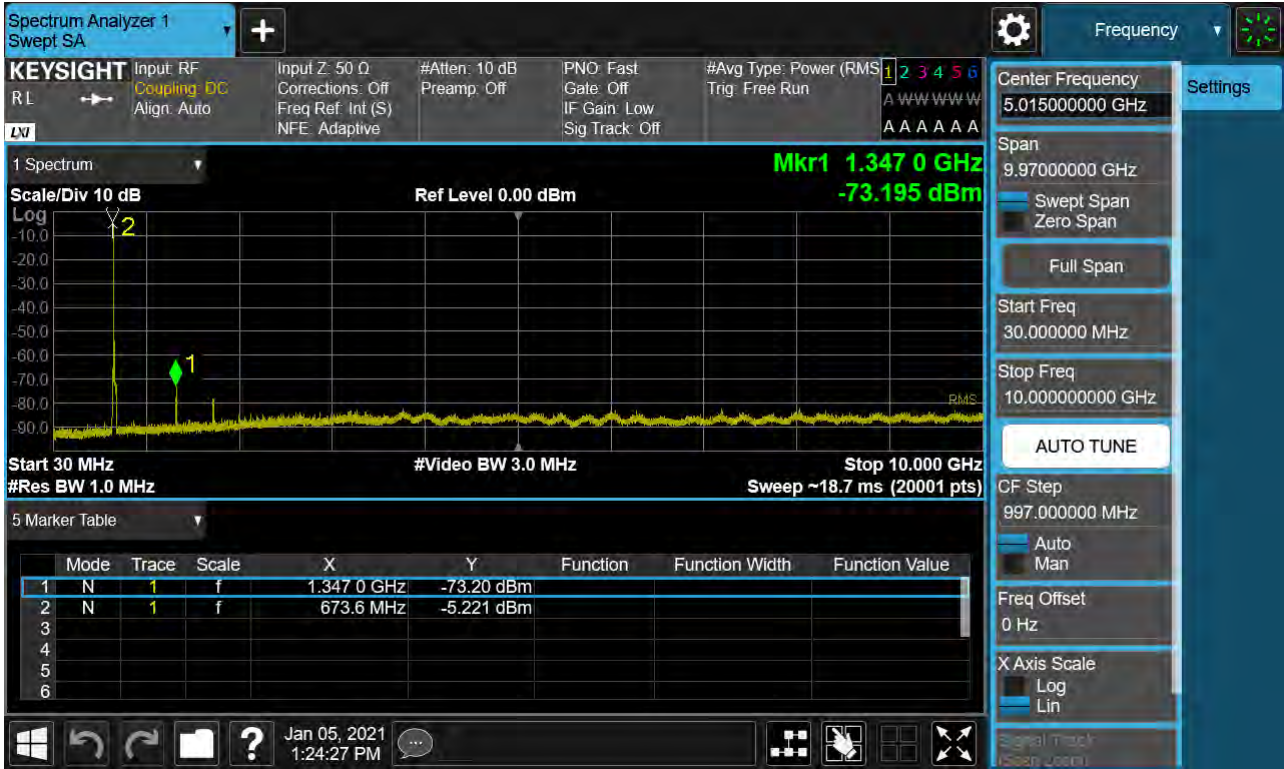 Spectrum Analyzer 1
Swept SA
Frequency
KEYSIGHT
RL
LXI
Input: RF
Coupling: DC
Align: Auto
Input Z: 50 Ω
Corrections: Off
Freq Ref: Int (S)
NFE: Adaptive
#Atten: 10 dB
Preamp: Off
PNO: Fast
Gate: Off
IF Gain: Low
Sig Track: Off
#Avg Type: Power (RMS
Trig: Free Run
1 2 3 4 5 6
A W W W W W
A A A A A A
Center Frequency
5.015000000 GHz
Settings
Span
9.97000000 GHz
Swept Span
Zero Span
Full Span
Start Freq
30.000000 MHz
Stop Freq
10.000000000 GHz
AUTO TUNE
CF Step
997.000000 MHz
Auto
Man
Freq Offset
0 Hz
X Axis Scale
Log
Lin
Signal Track
(Span Zoom)
1 Spectrum
Mkr1 1.347 0 GHz
-73.195 dBm
Scale/Div 10 dB
Ref Level 0.00 dBm
Log
2
-10.0
-20.0
-30.0
-40.0
-50.0
-60.0
1
-70.0
-80.0
RMS
-90.0
Start 30 MHz
#Video BW 3.0 MHz
Stop 10.000 GHz
#Res BW 1.0 MHz
Sweep ~18.7 ms (20001 pts)
5 Marker Table
Mode Trace Scale X Y Function Function Width Function Value
1 N 1 f 1.347 0 GHz -73.20 dBm
2 N 1 f 673.6 MHz -5.221 dBm
3
4
5
6
?
Jan 05, 2021
1:24:27 PM